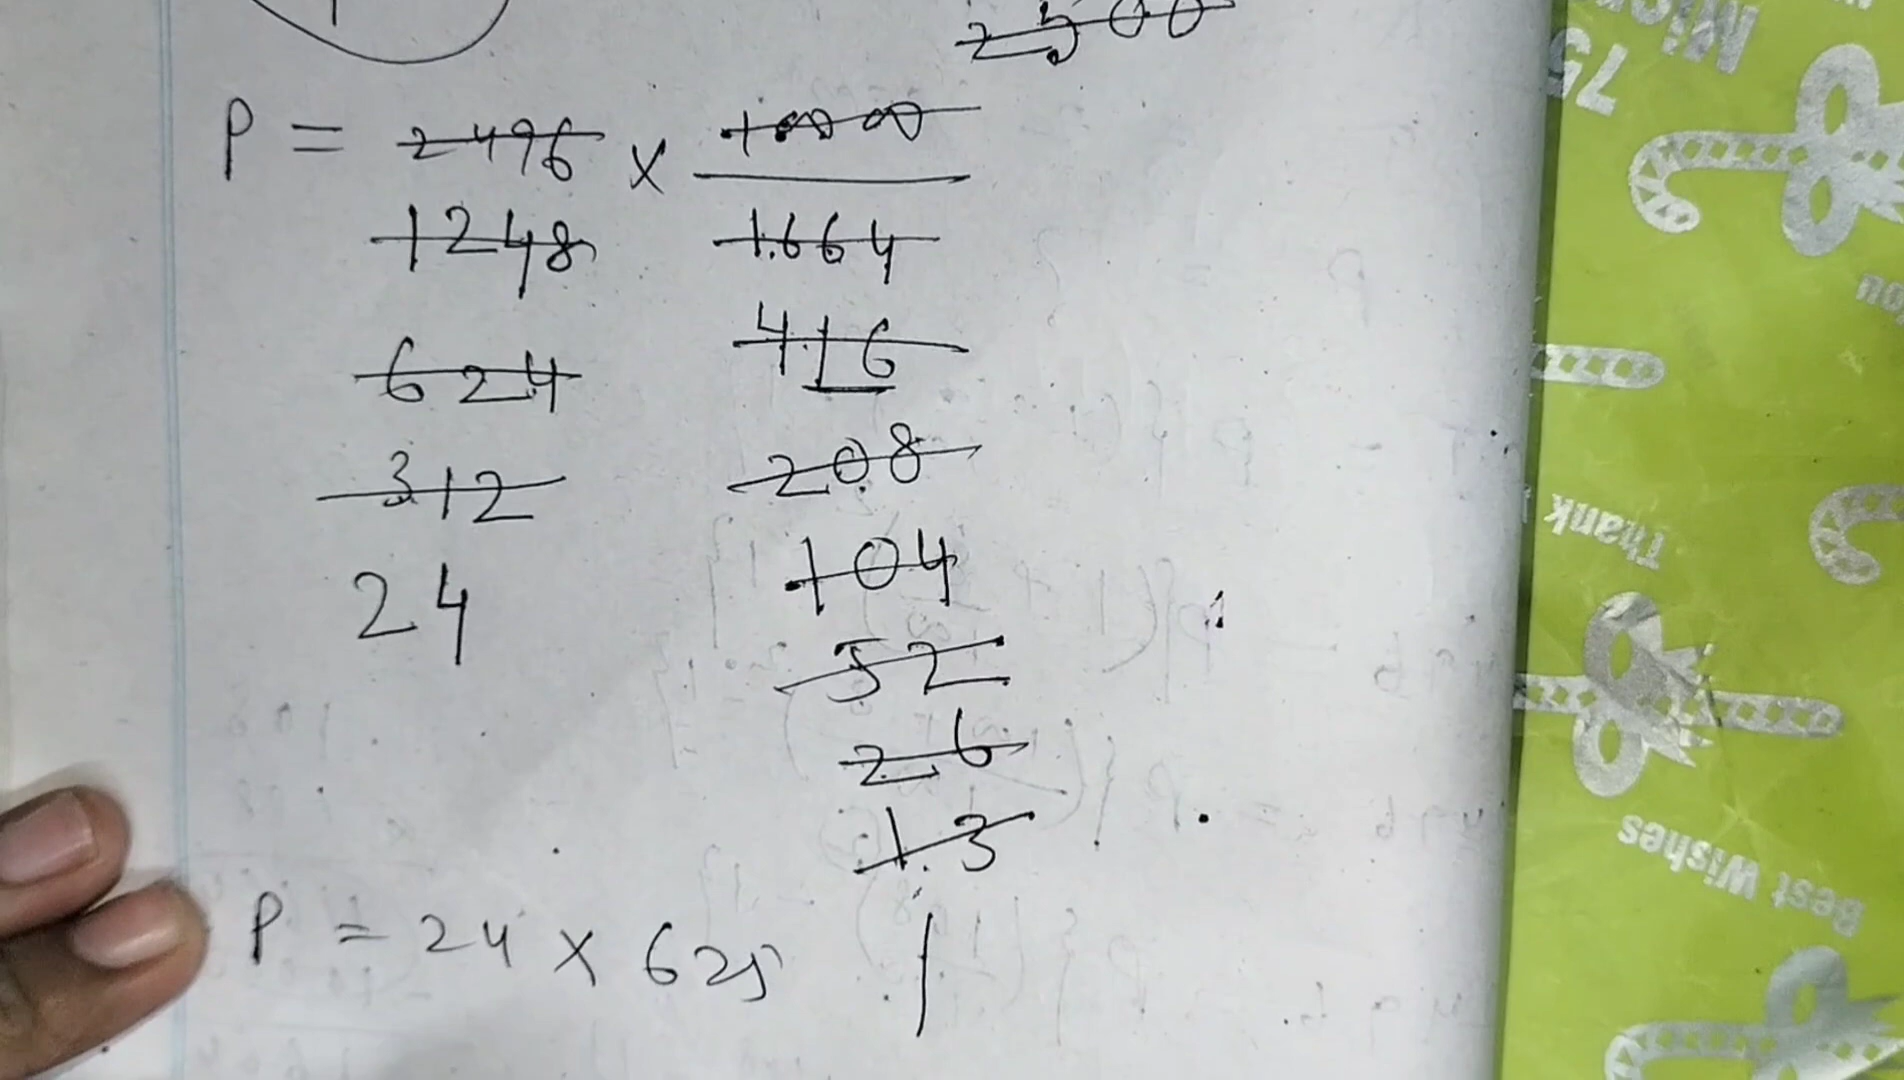 2500
P = 2496 × 10000
1248 1664
624 416
312 208
24 104
52
26
13
P = 24 × 625
75
Thank
Best Wishes